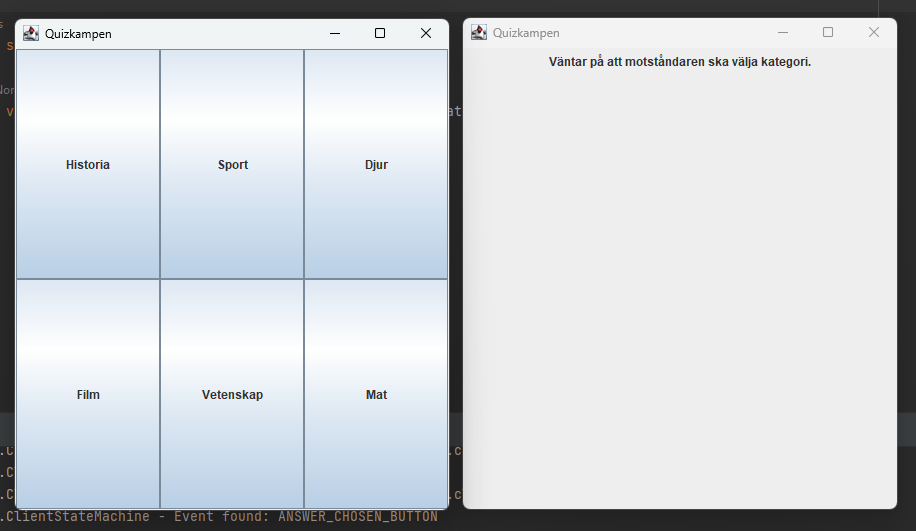 Quizkampen
Historia
Sport
Djur
Film
Vetenskap
Mat
Quizkampen
Väntar på att motståndaren ska välja kategori.
.ClientStateMachine - Event found: ANSWER_CHOSEN_BUTTON